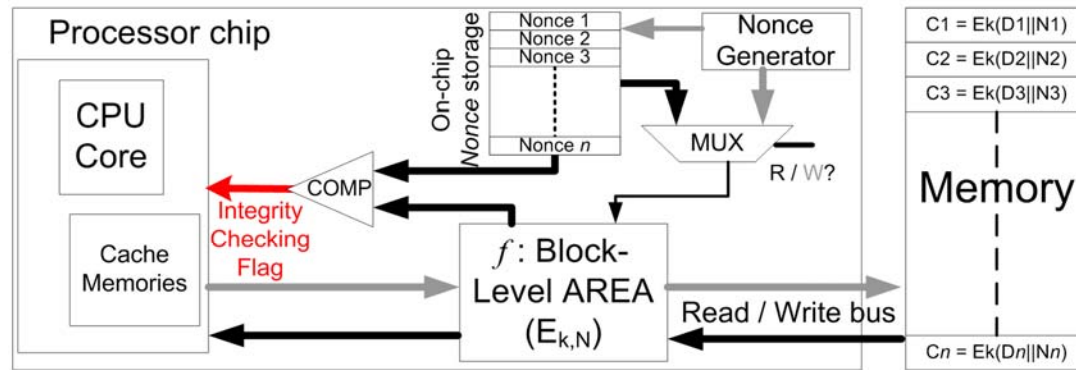 Processor chip
CPU
Core
Cache
Memories
Integrity
Checking
Flag
COMP
On-chip
Nonce storage
Nonce 1
Nonce 2
Nonce 3
Nonce n
Nonce
Generator
MUX
R / W?
f : Block-
Level AREA
(Ek,N)
Read / Write bus
C1 = Ek(D1||N1)
C2 = Ek(D2||N2)
C3 = Ek(D3||N3)
Memory
Cn = Ek(Dn||Nn)